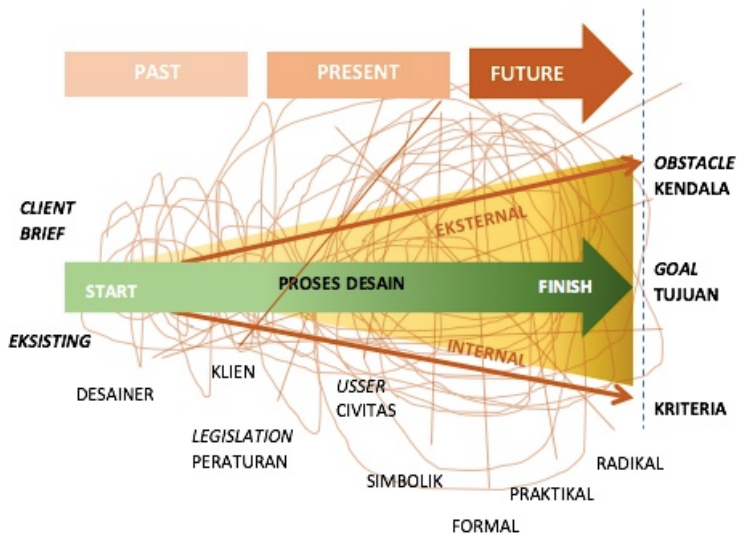 PAST
PRESENT
FUTURE
OBSTACLE
KENDALA
CLIENT
BRIEF
EKSTERNAL
START
PROSES DESAIN
FINISH
GOAL
TUJUAN
EKSISTING
INTERNAL
DESAINER
KLIEN
USSER
CIVITAS
KRITERIA
LEGISLATION
PERATURAN
SIMBOLIK
RADIKAL
PRAKTIKAL
FORMAL